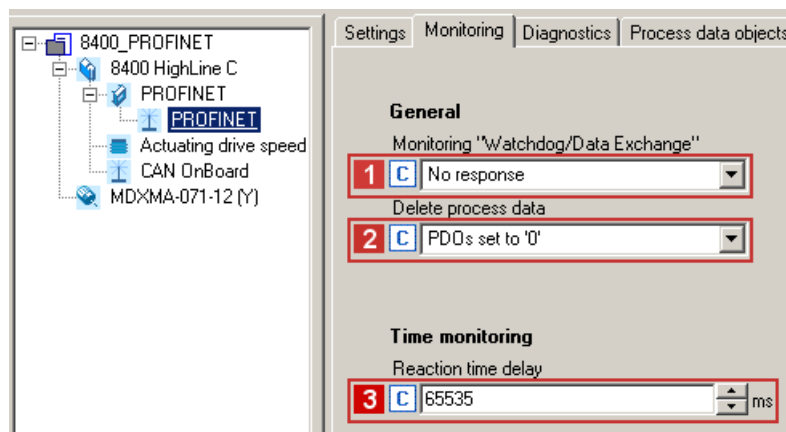 8400_PROFINET
8400 HighLine C
PROFINET
PROFINET
Actuating drive speed
CAN OnBoard
MDXMA-071-12 (Y)
Settings Monitoring Diagnostics Process data objects
General
Monitoring "Watchdog/Data Exchange"
1 C No response
Delete process data
2 C PDOs set to '0'
Time monitoring
Reaction time delay
3 C 65535 ms